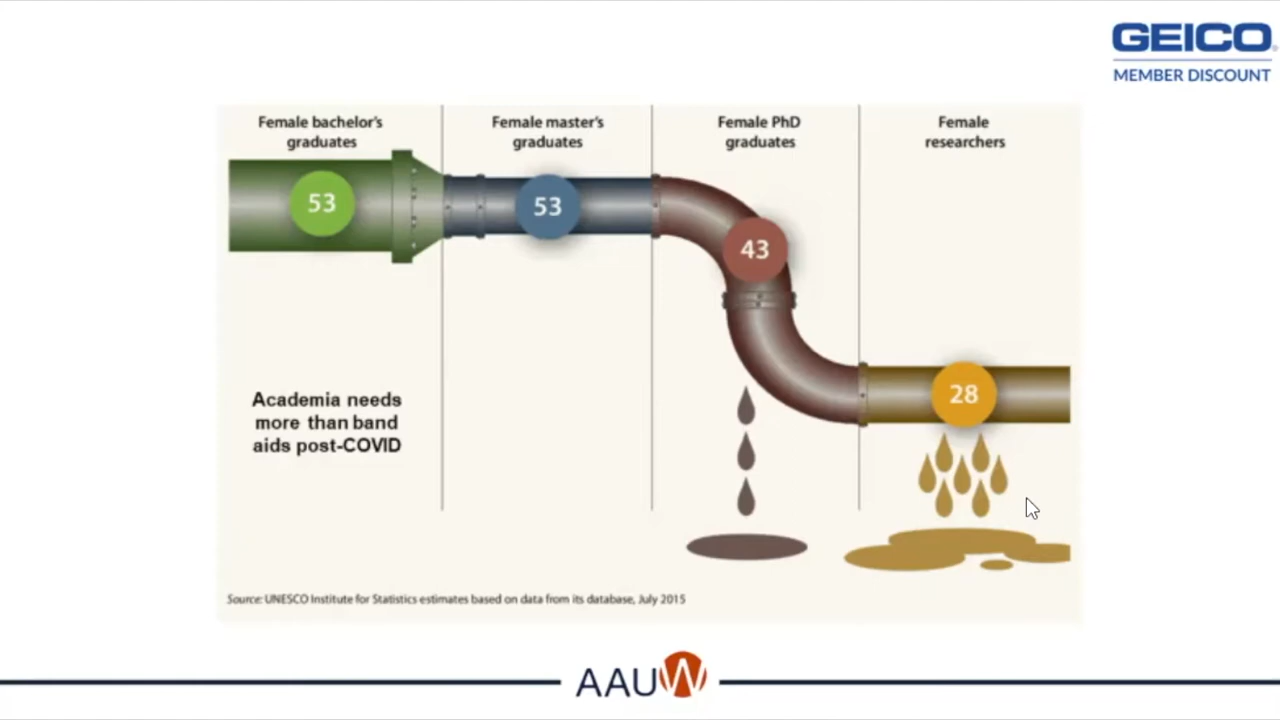 GEICO
MEMBER DISCOUNT
Female bachelor's
graduates
Female master's
graduates
Female PhD
graduates
Female
researchers
53
53
43
28
Academia needs
more than band
aids post-COVID
Source: UNESCO Institute for Statistics estimates based on data from its database, July 2015
AAUW